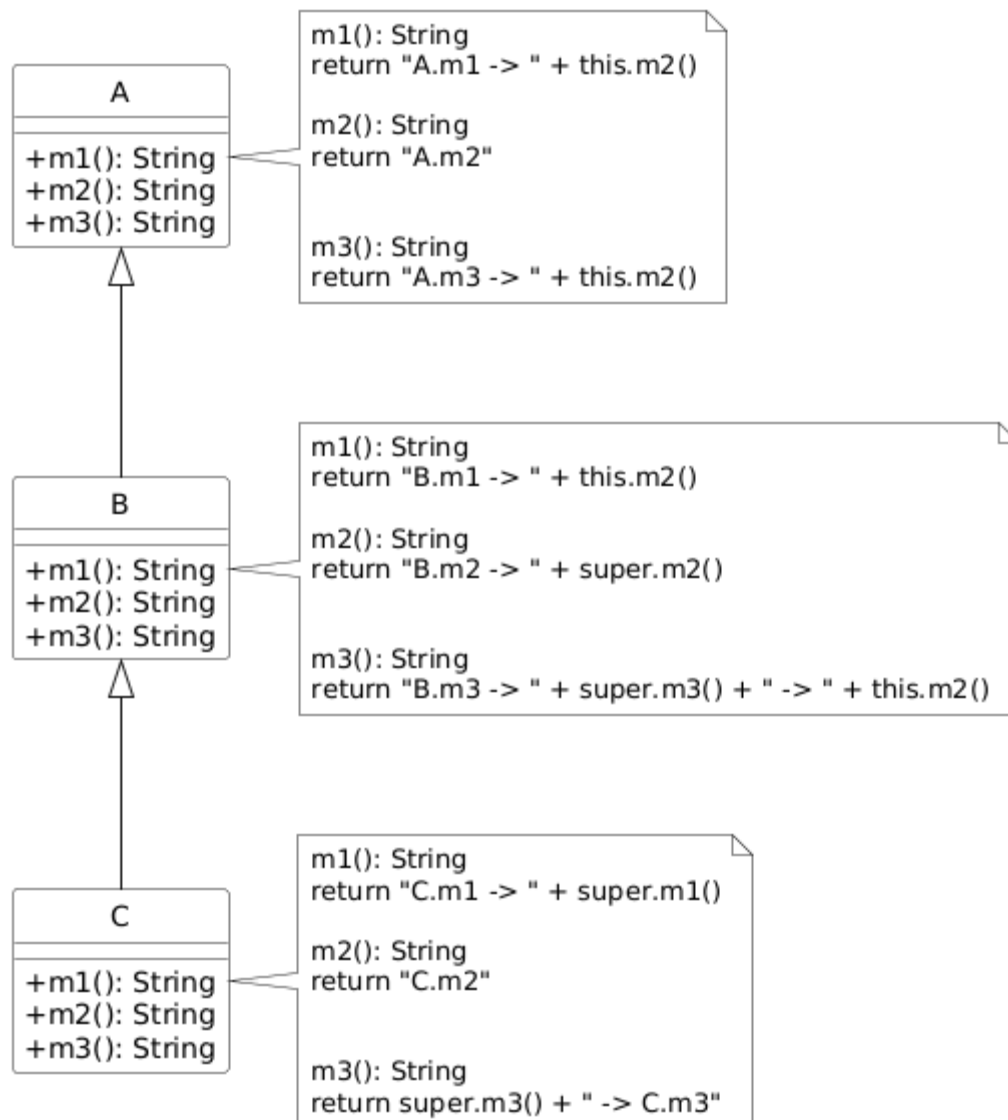 A
+m1(): String
+m2(): String
+m3(): String
m1(): String
return "A.m1 -> " + this.m2()
m2(): String
return "A.m2"
m3(): String
return "A.m3 -> " + this.m2()
B
+m1(): String
+m2(): String
+m3(): String
m1(): String
return "B.m1 -> " + this.m2()
m2(): String
return "B.m2 -> " + super.m2()
m3(): String
return "B.m3 -> " + super.m3() + " -> " + this.m2()
C
+m1(): String
+m2(): String
+m3(): String
m1(): String
return "C.m1 -> " + super.m1()
m2(): String
return "C.m2"
m3(): String
return super.m3() + " -> C.m3"